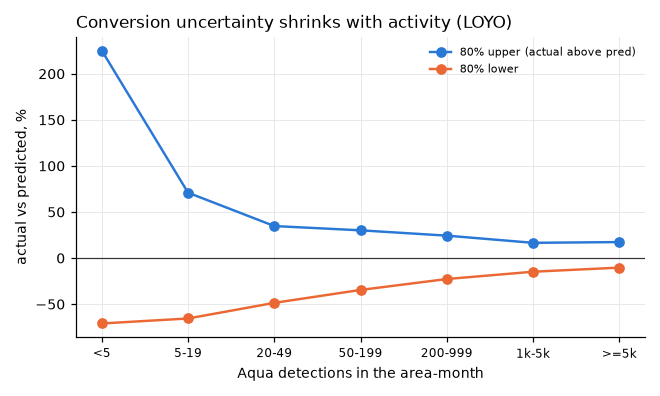 Conversion uncertainty shrinks with activity (LOYO)
80% upper (actual above pred)
80% lower
actual vs predicted, %
200
150
100
50
0
−50
<5 5-19 20-49 50-199 200-999 1k-5k >=5k
Aqua detections in the area-month